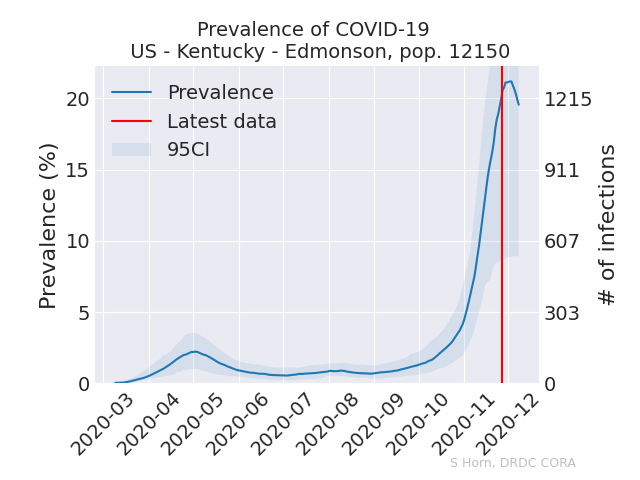 Prevalence of COVID-19
US - Kentucky - Edmonson, pop. 12150
Prevalence
Latest data
95CI
Prevalence (%)
20
15
10
5
0
1215
911
607
303
0
# of infections
2020-03
2020-04
2020-05
2020-06
2020-07
2020-08
2020-09
2020-10
2020-11
2020-12
S Horn, DRDC CORA